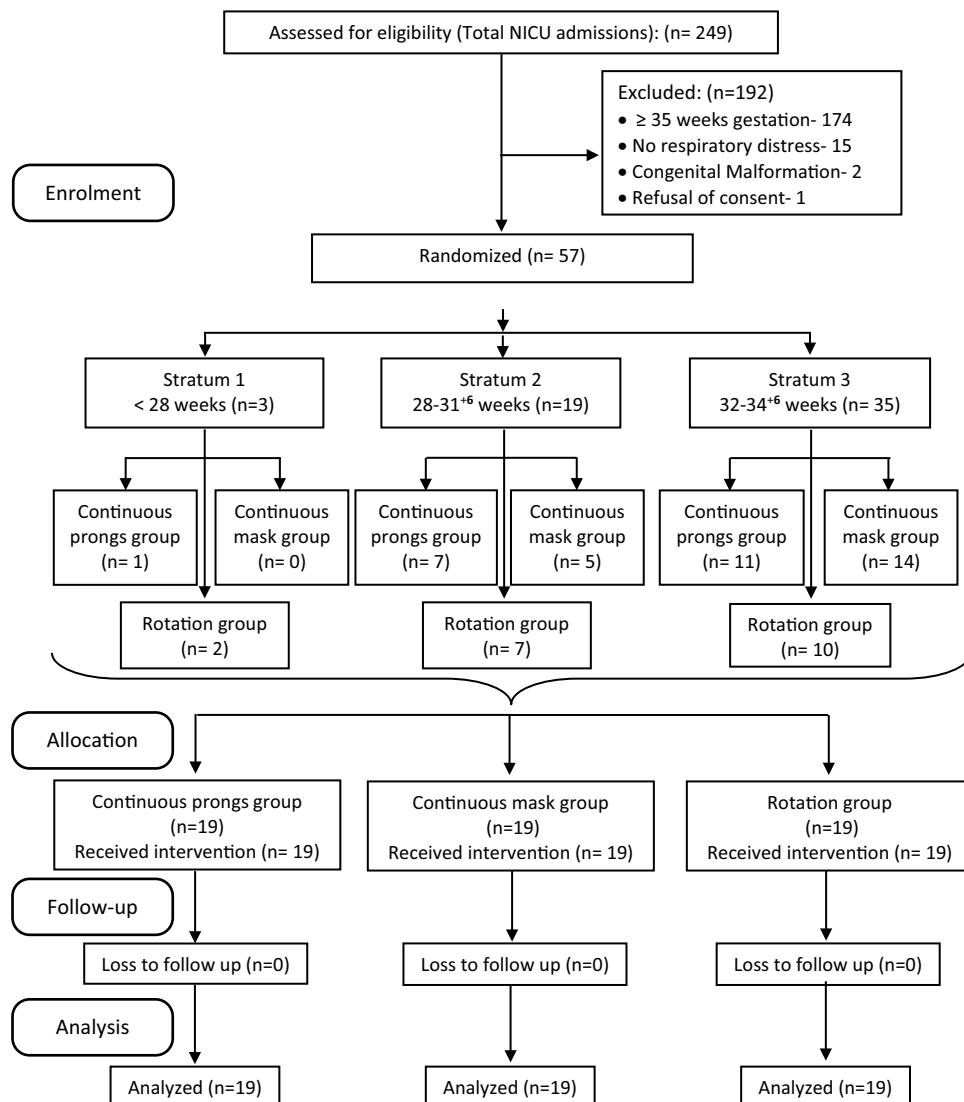 Assessed for eligibility (Total NICU admissions): (n= 249)
Excluded: (n=192)
• ≥ 35 weeks gestation- 174
• No respiratory distress- 15
• Congenital Malformation- 2
• Refusal of consent- 1
Enrolment
Randomized (n= 57)
Stratum 1
< 28 weeks (n=3)
Stratum 2
28-31⁺⁶ weeks (n=19)
Stratum 3
32-34⁺⁶ weeks (n= 35)
Continuous
prongs group
(n= 1)
Continuous
mask group
(n= 0)
Continuous
prongs group
(n= 7)
Continuous
mask group
(n= 5)
Continuous
prongs group
(n= 11)
Continuous
mask group
(n= 14)
Rotation group
(n= 2)
Rotation group
(n= 7)
Rotation group
(n= 10)
Allocation
Continuous prongs group
(n=19)
Received intervention (n= 19)
Continuous mask group
(n=19)
Received intervention (n= 19)
Rotation group
(n=19)
Received intervention (n= 19)
Follow-up
Loss to follow up (n=0)
Loss to follow up (n=0)
Loss to follow up (n=0)
Analysis
Analyzed (n=19)
Analyzed (n=19)
Analyzed (n=19)